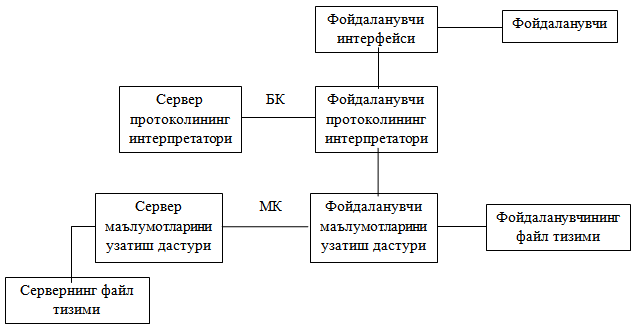 Фойдаланувчи
интерфейси
Фойдаланувчи
Сервер
протоколининг
интерпретатори
БК
Фойдаланувчи
протоколининг
интерпретатори
Сервер
маълумотларини
узатиш дастури
МК
Фойдаланувчи
маълумотларини
узатиш дастури
Фойдаланувчининг
файл тизими
Сервернинг файл
тизими